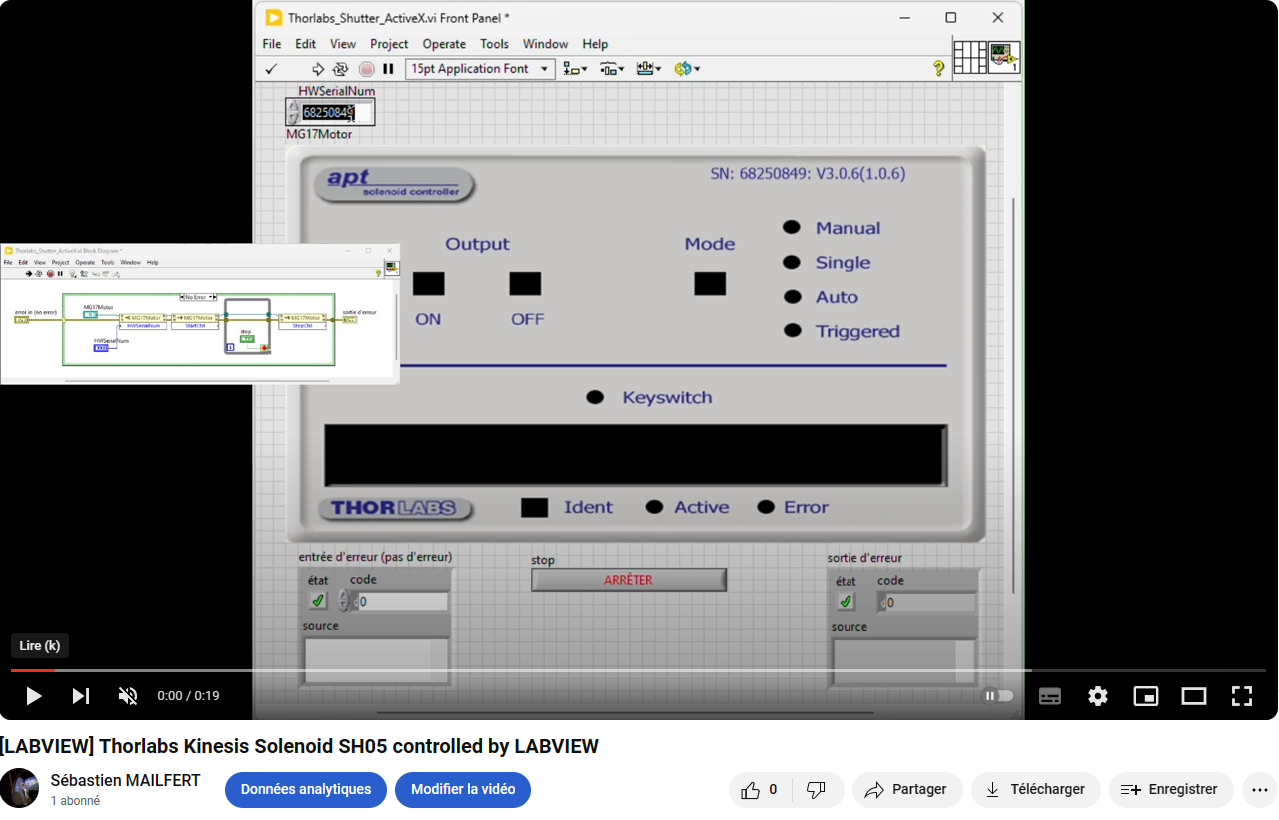 Thorlabs_Shutter_ActiveX.vi Front Panel *
File Edit View Project Operate Tools Window Help
15pt Application Font
1
HWSerialNum
68250849
MG17Motor
apt
solenoid controller
SN: 68250849: V3.0.6(1.0.6)
Output
Mode
ON
OFF
Manual
Single
Auto
Triggered
Keyswitch
THORLABS
Ident
Active
Error
Thorlabs_Shutter_ActiveX.vi Block Diagram *
File Edit View Project Operate Tools Window Help
No Error
error in (no error)
MG17Motor
MG17Motor
HWSerialNum
MG17Motor
StartCtrl
MG17Motor
StopCtrl
sortie d'erreur
HWSerialNum
stop
entrée d'erreur (pas d'erreur)
état code
0
source
stop
ARRÊTER
sortie d'erreur
état code
0
source
Lire (k)
0:00 / 0:19
[LABVIEW] Thorlabs Kinesis Solenoid SH05 controlled by LABVIEW
Sébastien MAILFERT
1 abonné
Données analytiques
Modifier la vidéo
0
Partager
Télécharger
Enregistrer